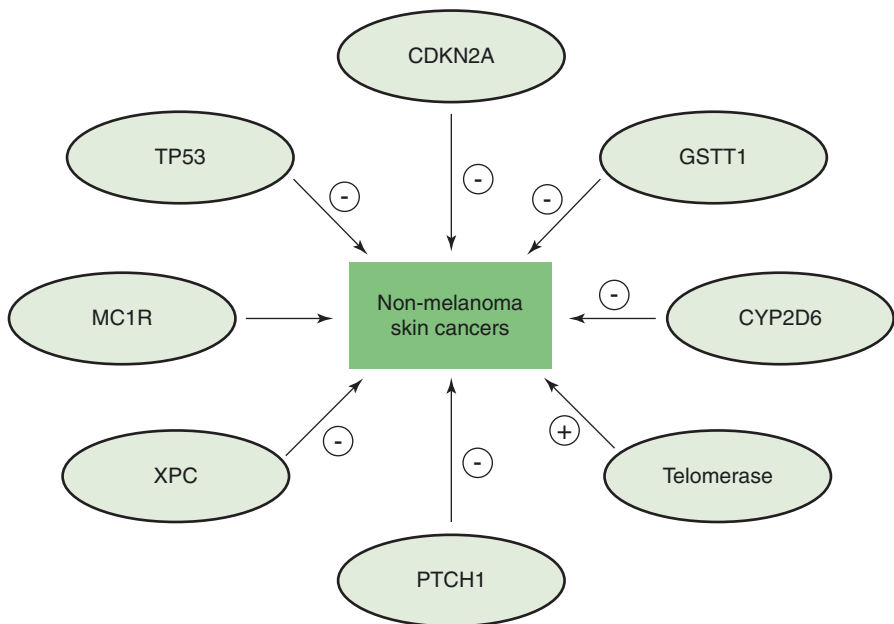 CDKN2A
TP53
GSTT1
-
-
-
MC1R
Non-melanoma
skin cancers
-
CYP2D6
XPC
-
-
+
Telomerase
PTCH1